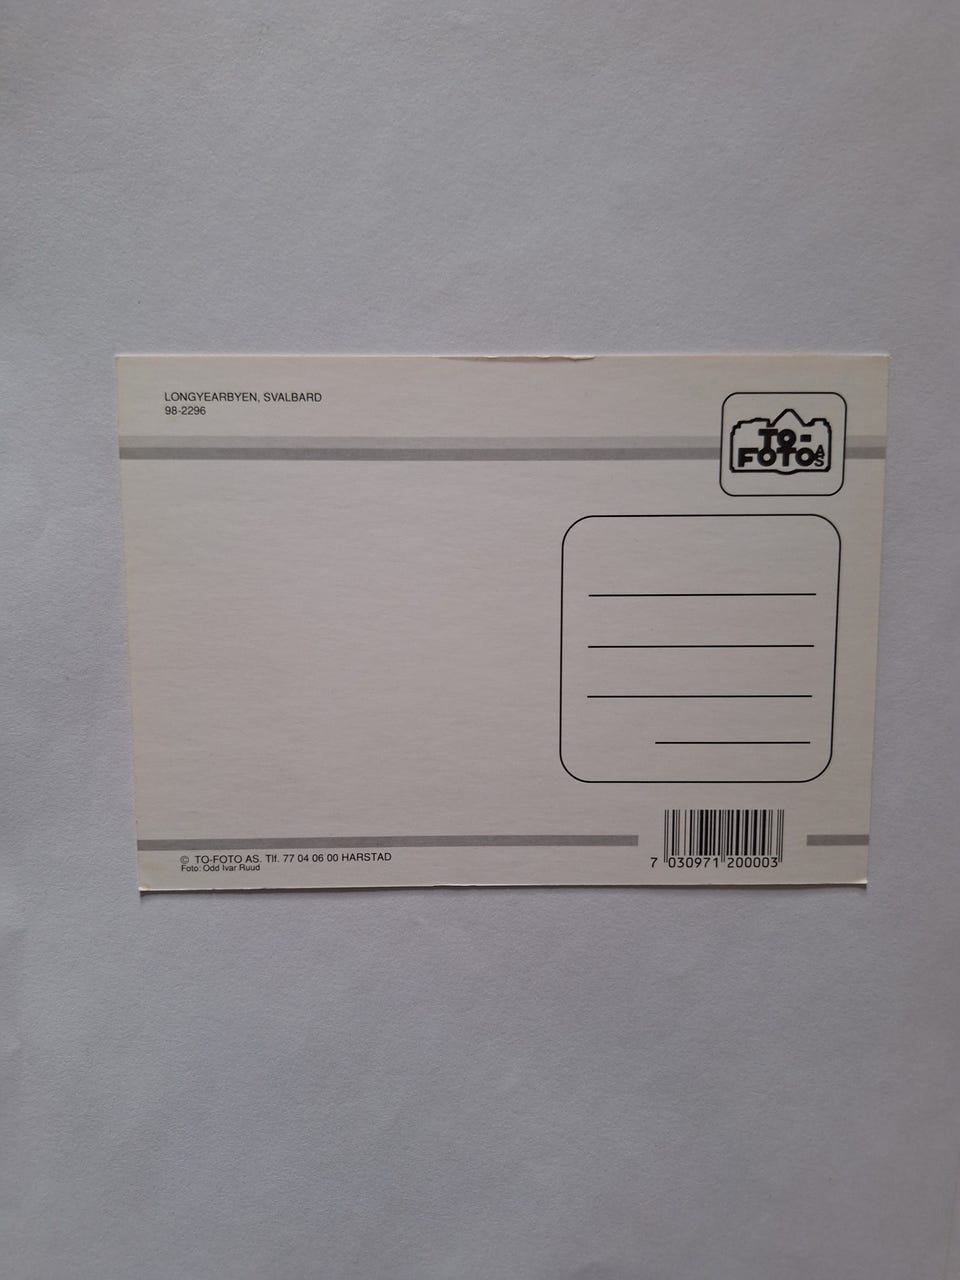 LONGYEARBYEN, SVALBARD
98-2296
TO-
FOTO AS
© TO-FOTO AS. Tlf. 77 04 06 00 HARSTAD
Foto: Odd Ivar Ruud
7 030971 200003